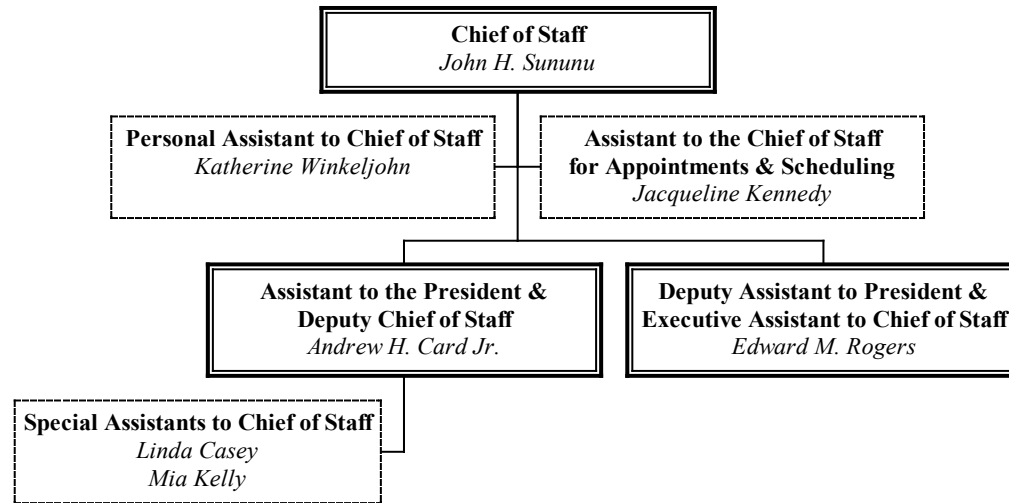 Chief of Staff
John H. Sununu
Personal Assistant to Chief of Staff
Katherine Winkeljohn
Assistant to the Chief of Staff
for Appointments & Scheduling
Jacqueline Kennedy
Assistant to the President &
Deputy Chief of Staff
Andrew H. Card Jr.
Deputy Assistant to President &
Executive Assistant to Chief of Staff
Edward M. Rogers
Special Assistants to Chief of Staff
Linda Casey
Mia Kelly